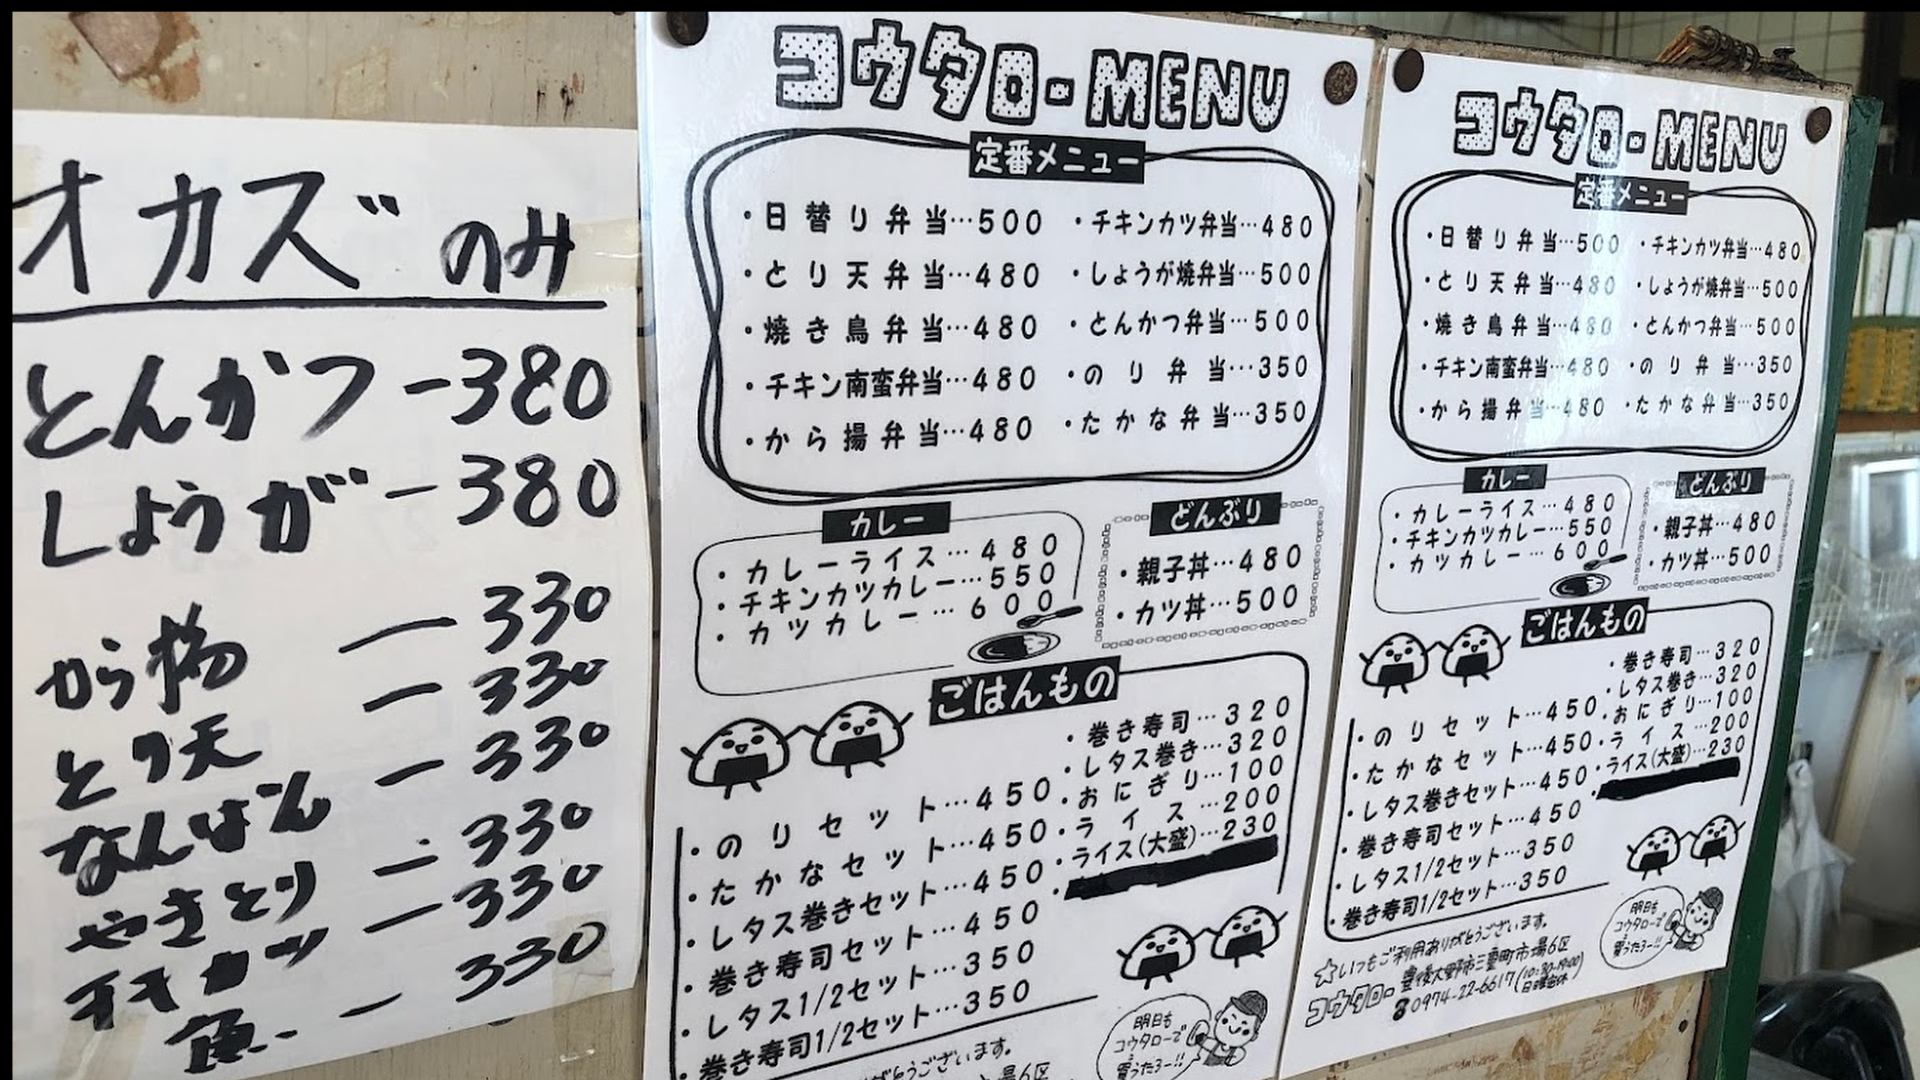 オカズのみ
とんかつ-380
しょうが-380
から揚-330
とり天-330
なんばん-330
やきとり-330
チキカツ-330
魚-330
コウタローMENU
定番メニュー
・日替り弁当…500
・とり天弁当…480
・焼き鳥弁当…480
・チキン南蛮弁当…480
・から揚弁当…480
・チキンカツ弁当…480
・しょうが焼弁当…500
・とんかつ弁当…500
・のり弁当…350
・たかな弁当…350
カレー
・カレーライス…480
・チキンカツカレー…550
・カツカレー…600
どんぶり
・親子丼…480
・カツ丼…500
ごはんもの
・のりセット…450
・たかなセット…450
・レタス巻きセット…450
・巻き寿司セット…450
・レタス1/2セット…350
・巻き寿司1/2セット…350
・巻き寿司…320
・レタス巻き…320
・おにぎり…100
・ライス…200
・ライス(大盛)…230
明日も
コウタローで
買うたろー!!
がとうございます。
場6区
コウタローMENU
定番メニュー
・日替り弁当…500
・とり天弁当…480
・焼き鳥弁当…480
・チキン南蛮弁当…480
・から揚弁当…480
・チキンカツ弁当…480
・しょうが焼弁当…500
・とんかつ弁当…500
・のり弁当…350
・たかな弁当…350
カレー
・カレーライス…480
・チキンカツカレー…550
・カツカレー…600
どんぶり
・親子丼…480
・カツ丼…500
ごはんもの
・のりセット…450
・たかなセット…450
・レタス巻きセット…450
・巻き寿司セット…450
・レタス1/2セット…350
・巻き寿司1/2セット…350
・巻き寿司…320
・レタス巻き…320
・おにぎり…100
・ライス…200
・ライス(大盛)…230
明日も
コウタローで
買うたろー!!
☆いつもご利用ありがとうございます。
コウタロー 豊後大野市三重町市場6区
☎0974-22-6617(10:30-19:00)
日曜定休